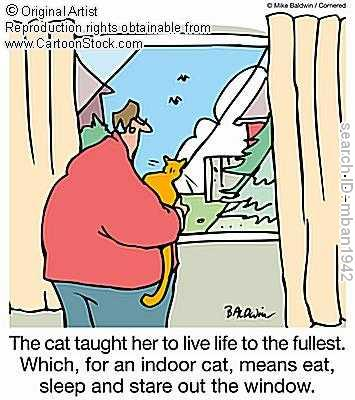 © Original Artist
Reproduction rights obtainable from
www.CartoonStock.com
© Mike Baldwin / Cornered
search ID: mban1942
BALDWIN
The cat taught her to live life to the fullest.
Which, for an indoor cat, means eat,
sleep and stare out the window.